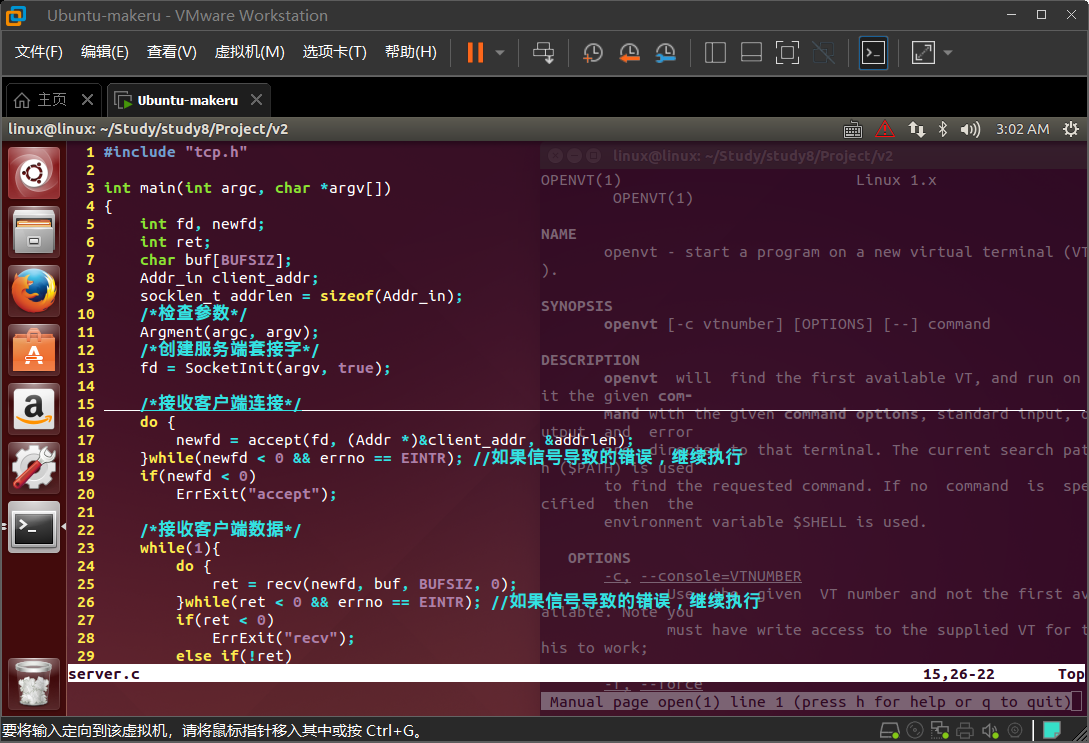 Ubuntu-makeru - VMware Workstation
文件(F) 编辑(E) 查看(V) 虚拟机(M) 选项卡(T) 帮助(H)
主页 Ubuntu-makeru
linux@linux: ~/Study/study8/Project/v2 3:02 AM
1 #include "tcp.h"
2
3 int main(int argc, char *argv[])
4 {
5 int fd, newfd;
6 int ret;
7 char buf[BUFSIZ];
8 Addr_in client_addr;
9 socklen_t addrlen = sizeof(Addr_in);
10 /*检查参数*/
11 Argment(argc, argv);
12 /*创建服务端套接字*/
13 fd = SocketInit(argv, true);
14
15 /*接收客户端连接*/
16 do {
17 newfd = accept(fd, (Addr *)&client_addr, &addrlen);
18 }while(newfd < 0 && errno == EINTR); //如果信号导致的错误，继续执行
19 if(newfd < 0)
20 ErrExit("accept");
21
22 /*接收客户端数据*/
23 while(1){
24 do {
25 ret = recv(newfd, buf, BUFSIZ, 0);
26 }while(ret < 0 && errno == EINTR); //如果信号导致的错误，继续执行
27 if(ret < 0)
28 ErrExit("recv");
29 else if(!ret)
server.c 15,26-22 Top
linux@linux: ~/Study/study8/Project/v2
OPENVT(1) Linux 1.x
OPENVT(1)
NAME
openvt - start a program on a new virtual terminal (VT
).
SYNOPSIS
openvt [-c vtnumber] [OPTIONS] [--] command
DESCRIPTION
openvt will find the first available VT, and run on
it the given com-
mand with the given command options, standard input, o
utput and error
directed to that terminal. The current search pat
h ($PATH) is used
to find the requested command. If no command is spe
cified then the
environment variable $SHELL is used.
OPTIONS
-c, --console=VTNUMBER
Use the given VT number and not the first av
ailable. Note you
must have write access to the supplied VT for t
his to work;
-f, --force
Manual page open(1) line 1 (press h for help or q to quit)
要将输入定向到该虚拟机，请将鼠标指针移入其中或按 Ctrl+G。